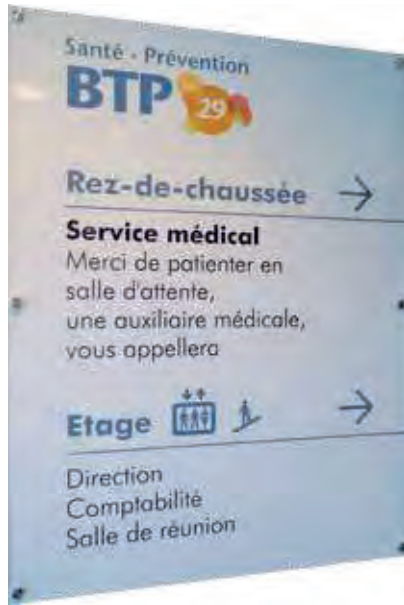 Santé - Prévention
BTP 29
Rez-de-chaussée
Service médical
Merci de patienter en
salle d'attente,
une auxiliaire médicale,
vous appellera
Etage
Direction
Comptabilité
Salle de réunion